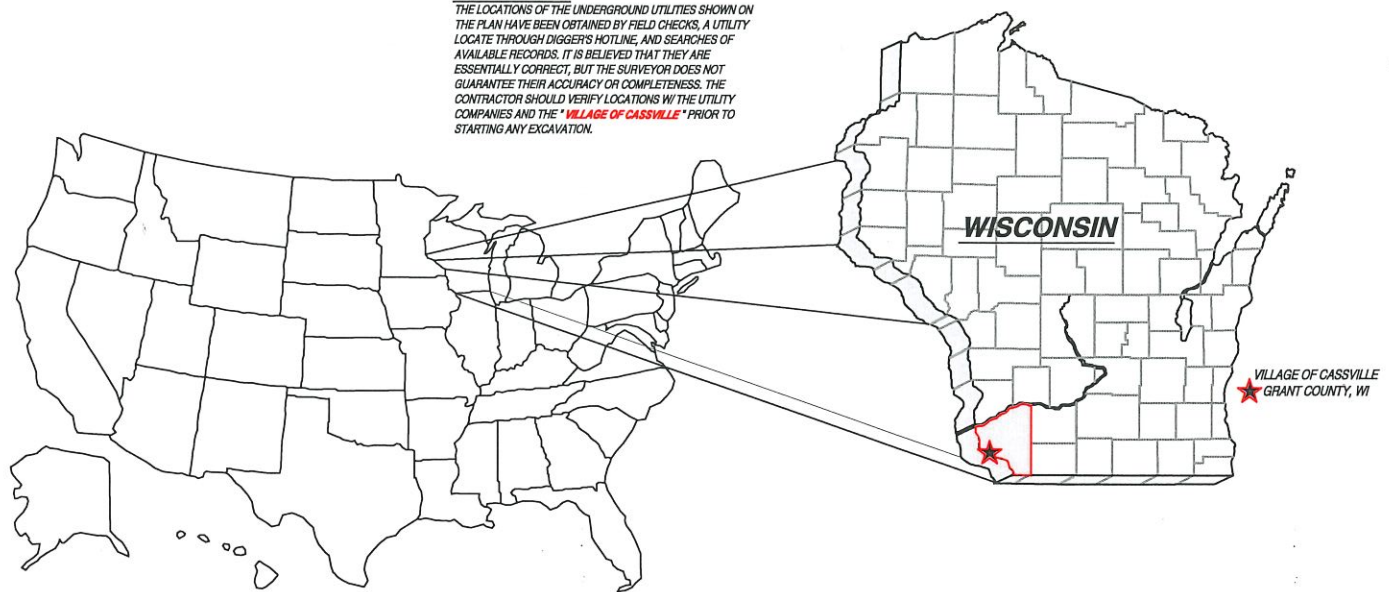 THE LOCATIONS OF THE UNDERGROUND UTILITIES SHOWN ON
THE PLAN HAVE BEEN OBTAINED BY FIELD CHECKS, A UTILITY
LOCATE THROUGH DIGGER'S HOTLINE, AND SEARCHES OF
AVAILABLE RECORDS. IT IS BELIEVED THAT THEY ARE
ESSENTIALLY CORRECT, BUT THE SURVEYOR DOES NOT
GUARANTEE THEIR ACCURACY OR COMPLETENESS. THE
CONTRACTOR SHOULD VERIFY LOCATIONS W/ THE UTILITY
COMPANIES AND THE " VILLAGE OF CASSVILLE " PRIOR TO
STARTING ANY EXCAVATION.
WISCONSIN
VILLAGE OF CASSVILLE
GRANT COUNTY, WI